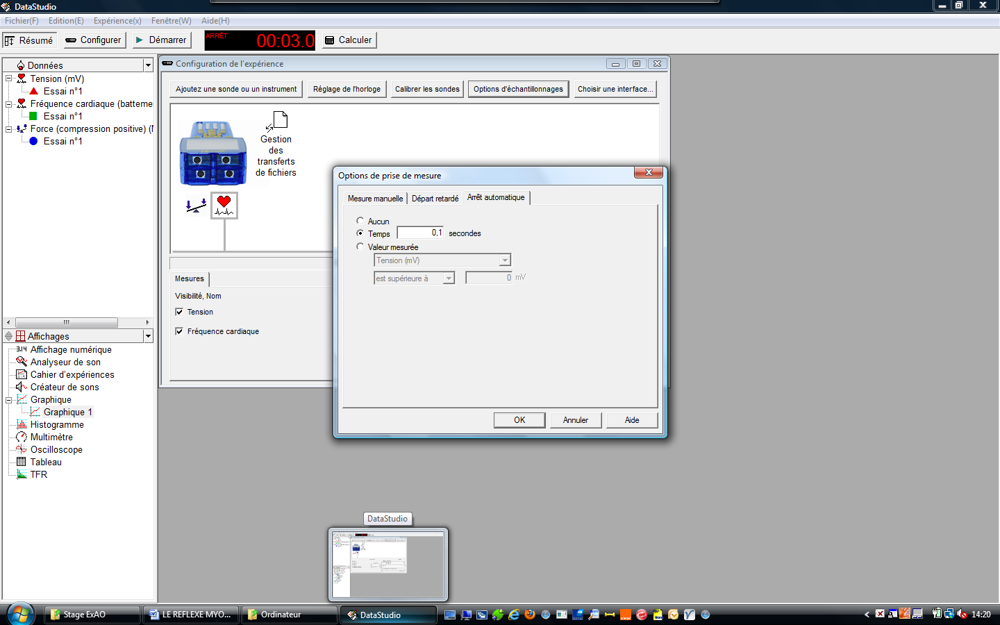 DataStudio
Fichier(F) Edition(E) Expérience(x) Fenêtre(W) Aide(H)
Résumé Configurer Démarrer ARRÊT 00:03.0 Calculer
Données
Tension (mV)
Essai n°1
Fréquence cardiaque (batteme
Essai n°1
Force (compression positive) (N
Essai n°1
Affichages
3.14 Affichage numérique
Analyseur de son
Cahier d'expériences
Créateur de sons
Graphique
Graphique 1
Histogramme
Multimètre
Oscilloscope
Tableau
TFR
Configuration de l'expérience
Ajoutez une sonde ou un instrument Réglage de l'horloge Calibrer les sondes Options d'échantillonnages Choisir une interface...
Gestion
des
transferts
de fichiers
Mesures
Visibilité, Nom
Tension
Fréquence cardiaque
Options de prise de mesure
Mesure manuelle Départ retardé Arrêt automatique
Aucun
Temps 0,1 secondes
Valeur mesurée
Tension (mV)
est supérieure à 0 mV
OK Annuler Aide
DataStudio
Stage ExAO LE REFLEXE MYO... Ordinateur DataStudio 14:20